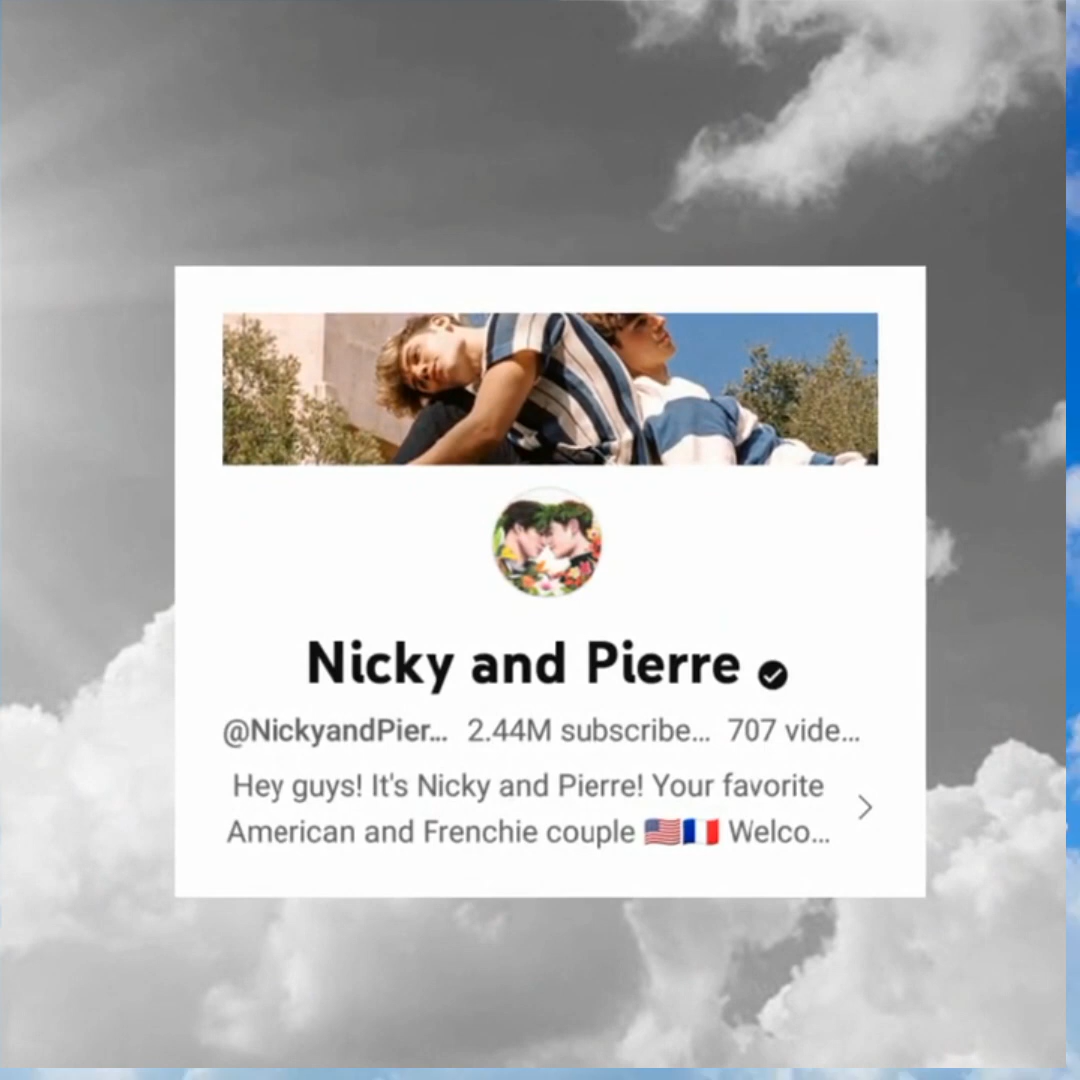 Nicky and Pierre
@NickyandPier... 2.44M subscribe... 707 vide...
Hey guys! It's Nicky and Pierre! Your favorite
American and Frenchie couple 🇺🇸🇫🇷 Welco...